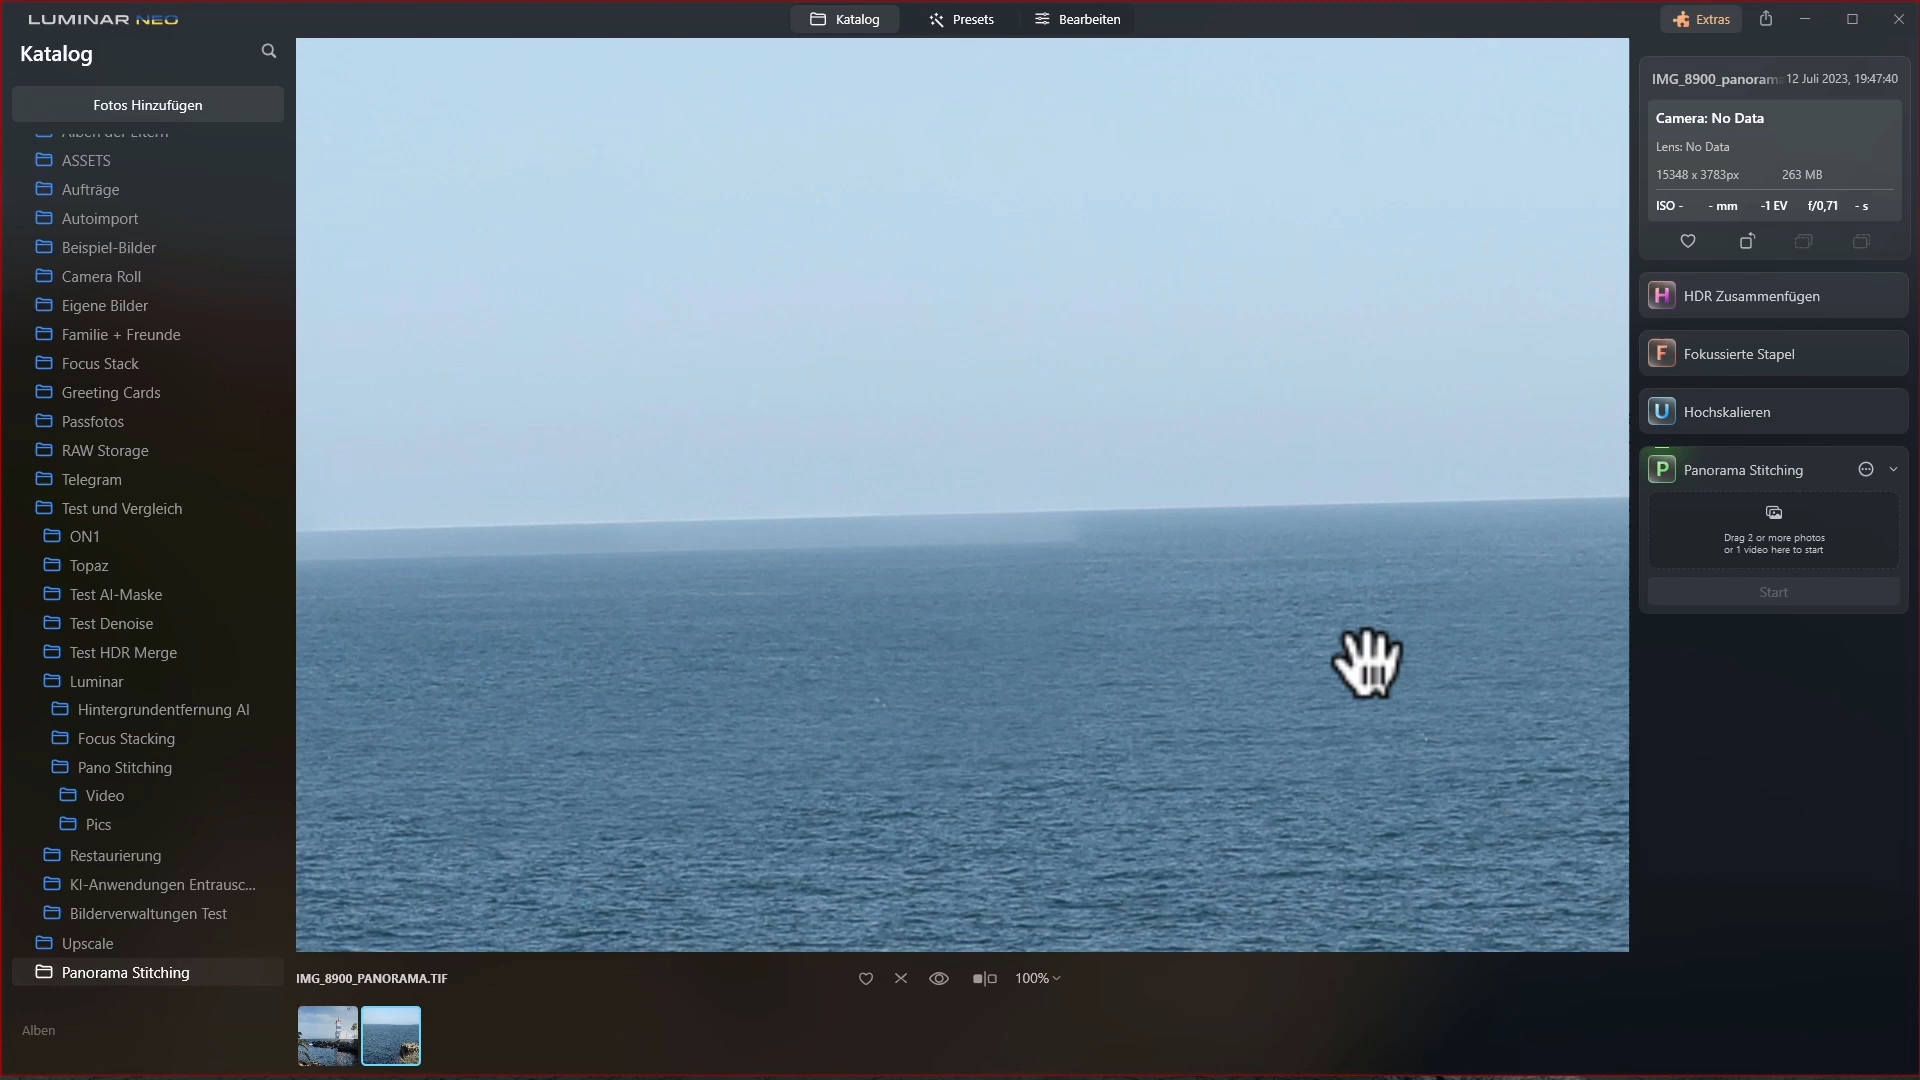 LUMINAR NEO
Katalog
Presets
Bearbeiten
Extras
Katalog
Fotos Hinzufügen
Alben der Eltern
ASSETS
Aufträge
Autoimport
Beispiel-Bilder
Camera Roll
Eigene Bilder
Familie + Freunde
Focus Stack
Greeting Cards
Passfotos
RAW Storage
Telegram
Test und Vergleich
ON1
Topaz
Test AI-Maske
Test Denoise
Test HDR Merge
Luminar
Hintergrundentfernung AI
Focus Stacking
Pano Stitching
Video
Pics
Restaurierung
KI-Anwendungen Entrausc...
Bilderverwaltungen Test
Upscale
Panorama Stitching
Alben
IMG_8900_PANORAMA.TIF
100%
IMG_8900_panoram 12 Juli 2023, 19:47:40
Camera: No Data
Lens: No Data
15348 x 3783px 263 MB
ISO - - mm -1 EV f/0,71 - s
H HDR Zusammenfügen
F Fokussierte Stapel
U Hochskalieren
P Panorama Stitching
Drag 2 or more photos
or 1 video here to start
Start